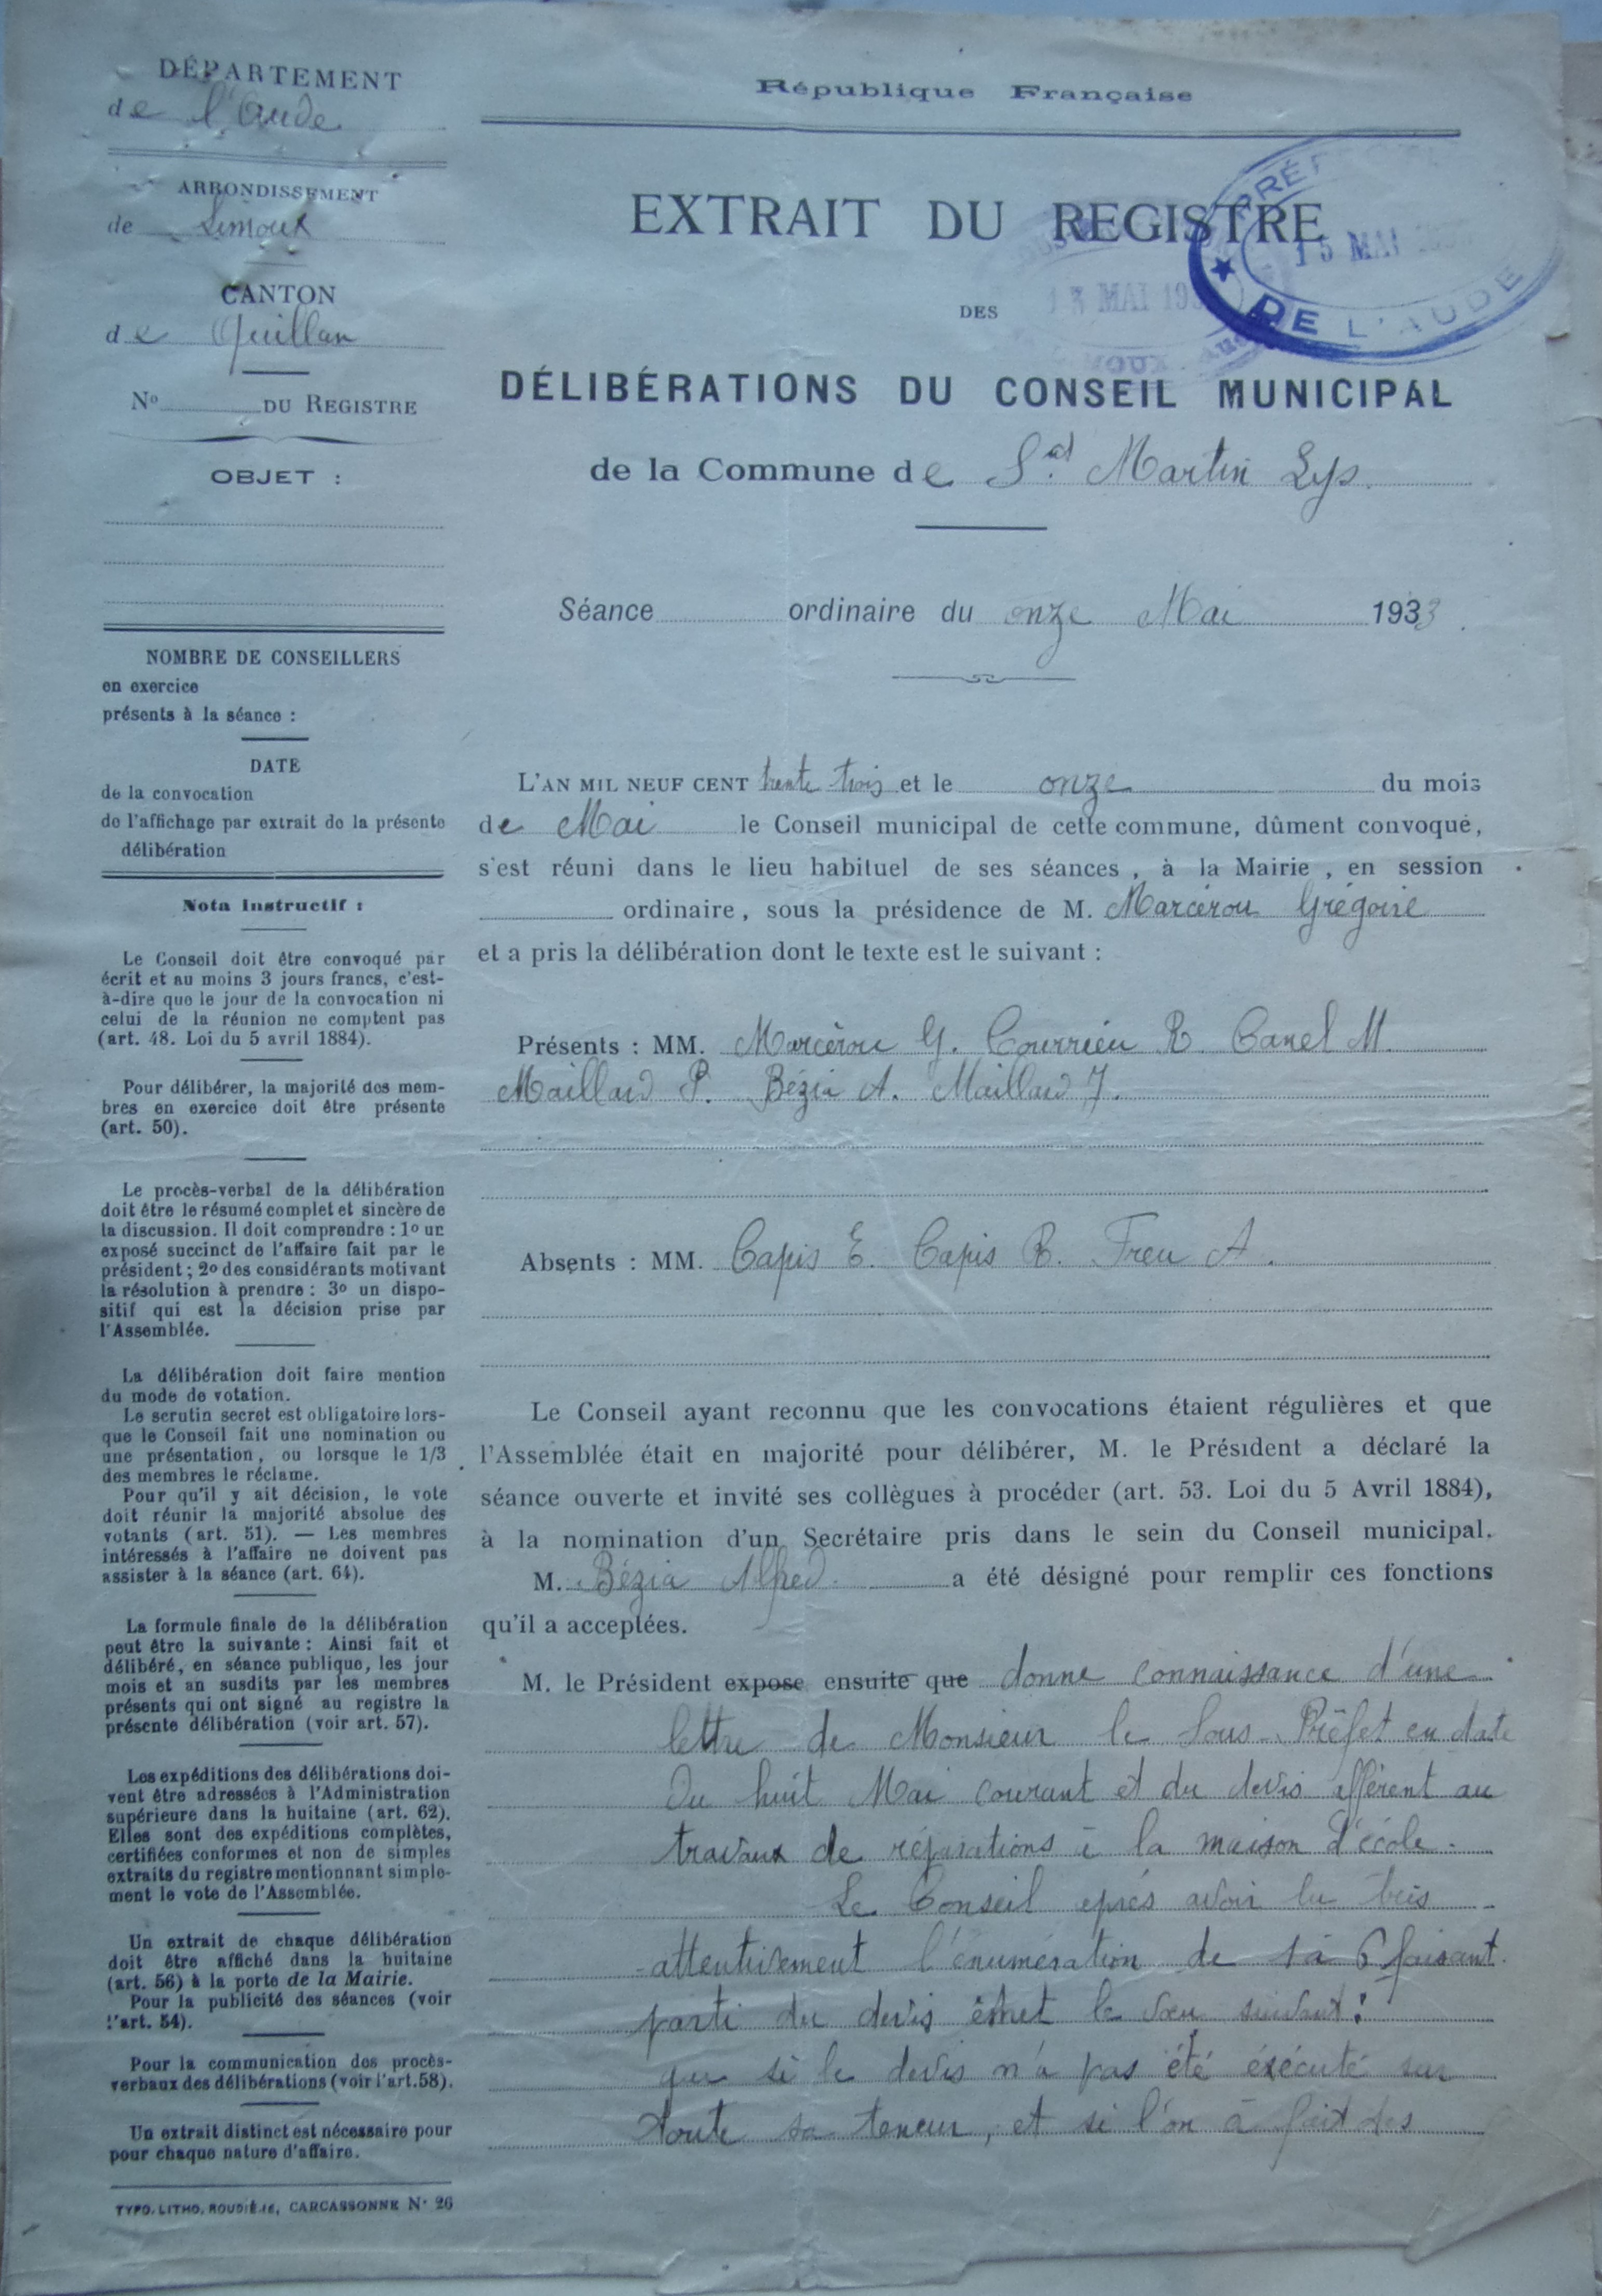 DÉPARTEMENT
de l'Aude
ARRONDISSEMENT
de Limoux
CANTON
de Quillan
No DU REGISTRE
OBJET :
NOMBRE DE CONSEILLERS
en exercice
présents à la séance :
DATE
de la convocation
de l'affichage par extrait de la présente
délibération
Nota instructif :
Le Conseil doit être convoqué par
écrit et au moins 3 jours francs, c'est-
à-dire que le jour de la convocation ni
celui de la réunion ne comptent pas
(art. 48. Loi du 5 avril 1884).
Pour délibérer, la majorité des mem-
bres en exercice doit être présente
(art. 50).
Le procès-verbal de la délibération
doit être le résumé complet et sincère de
la discussion. Il doit comprendre : 1o un
exposé succinct de l'affaire fait par le
président ; 2o des considérants motivant
la résolution à prendre : 3o un dispo-
sitif qui est la décision prise par
l'Assemblée.
La délibération doit faire mention
du mode de votation.
Le scrutin secret est obligatoire lors-
que le Conseil fait une nomination ou
une présentation, ou lorsque le 1/3
des membres le réclame.
Pour qu'il y ait décision, le vote
doit réunir la majorité absolue des
votants (art. 51). — Les membres
intéressés à l'affaire ne doivent pas
assister à la séance (art. 64).
La formule finale de la délibération
peut être la suivante : Ainsi fait et
délibéré, en séance publique, les jour
mois et an susdits par les membres
présents qui ont signé au registre la
présente délibération (voir art. 57).
Les expéditions des délibérations doi-
vent être adressées à l'Administration
supérieure dans la huitaine (art. 62).
Elles sont des expéditions complètes,
certifiées conformes et non de simples
extraits du registre mentionnant simple-
ment le vote de l'Assemblée.
Un extrait de chaque délibération
doit être affiché dans la huitaine
(art. 56) à la porte de la Mairie.
Pour la publicité des séances (voir
l'art. 54).
Pour la communication des procès-
verbaux des délibérations (voir l'art.58).
Un extrait distinct est nécessaire pour
pour chaque nature d'affaire.
TYPO. LITHO. CARCASSONNE No 26
République Française
EXTRAIT DU REGISTRE
DES
15 MAI
DE L'AUDE
MAI 19
DÉLIBÉRATIONS DU CONSEIL MUNICIPAL
de la Commune de St Martin Lys
Séance ordinaire du onze Mai 1933
L'AN MIL NEUF CENT trente trois et le onze du mois
de Mai le Conseil municipal de cette commune, dûment convoqué,
s'est réuni dans le lieu habituel de ses séances, à la Mairie, en session
ordinaire, sous la présidence de M. Marcérou Grégoire
et a pris la délibération dont le texte est le suivant :
Présents : MM. Marcèrou G. Courrieu R. Canel M.
Maillard P. Bézia A. Maillard J.
Absents : MM. Capis E. Capis R. Freu A.
Le Conseil ayant reconnu que les convocations étaient régulières et que
l'Assemblée était en majorité pour délibérer, M. le Président a déclaré la
séance ouverte et invité ses collègues à procéder (art. 53. Loi du 5 Avril 1884),
à la nomination d'un Secrétaire pris dans le sein du Conseil municipal.
M. Bézia Alfred a été désigné pour remplir ces fonctions
qu'il a acceptées.
M. le Président expose ensuite que donne connaissance d'une
lettre de Monsieur le Sous-Préfet en date
du huit Mai courant et du devis afférent au
travaux de réparations à la maison d'école.
Le Conseil après avoir lu très
attentivement l'énumération de 1 à 6 faisant
parti du devis émet le vœu suivant :
que si le devis n'a pas été éxécuté sur
toute sa teneur, et si l'on à fait des